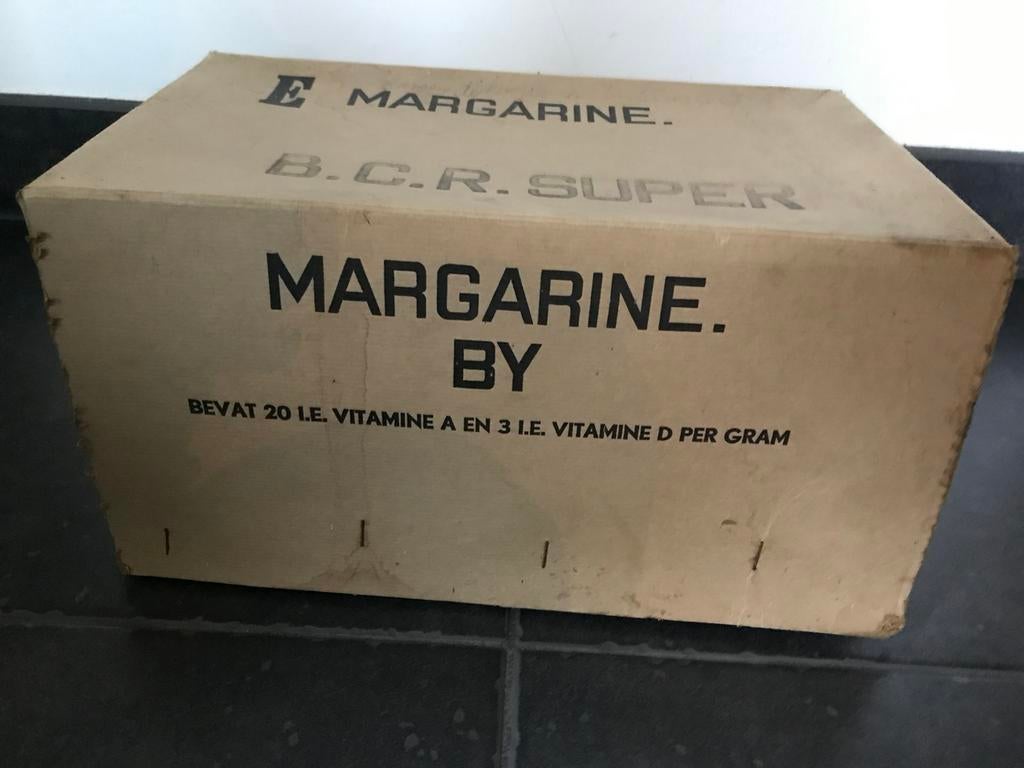 E MARGARINE.
B.C.R. SUPER
MARGARINE.
BY
BEVAT 20 I.E. VITAMINE A EN 3 I.E. VITAMINE D PER GRAM